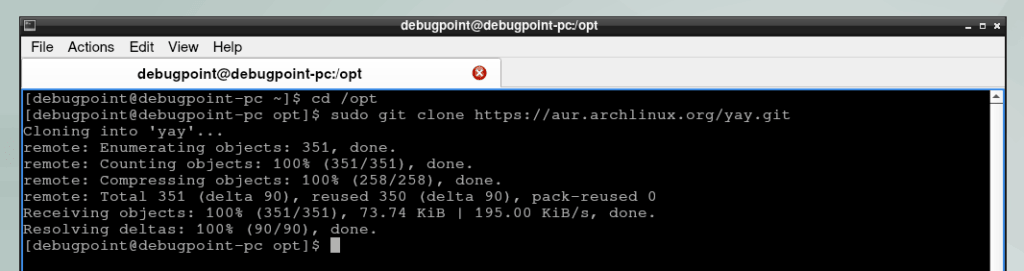 debugpoint@debugpoint-pc:/opt
File Actions Edit View Help
debugpoint@debugpoint-pc:/opt
[debugpoint@debugpoint-pc ~]$ cd /opt
[debugpoint@debugpoint-pc opt]$ sudo git clone https://aur.archlinux.org/yay.git
Cloning into 'yay'...
remote: Enumerating objects: 351, done.
remote: Counting objects: 100% (351/351), done.
remote: Compressing objects: 100% (258/258), done.
remote: Total 351 (delta 90), reused 350 (delta 90), pack-reused 0
Receiving objects: 100% (351/351), 73.74 KiB | 195.00 KiB/s, done.
Resolving deltas: 100% (90/90), done.
[debugpoint@debugpoint-pc opt]$